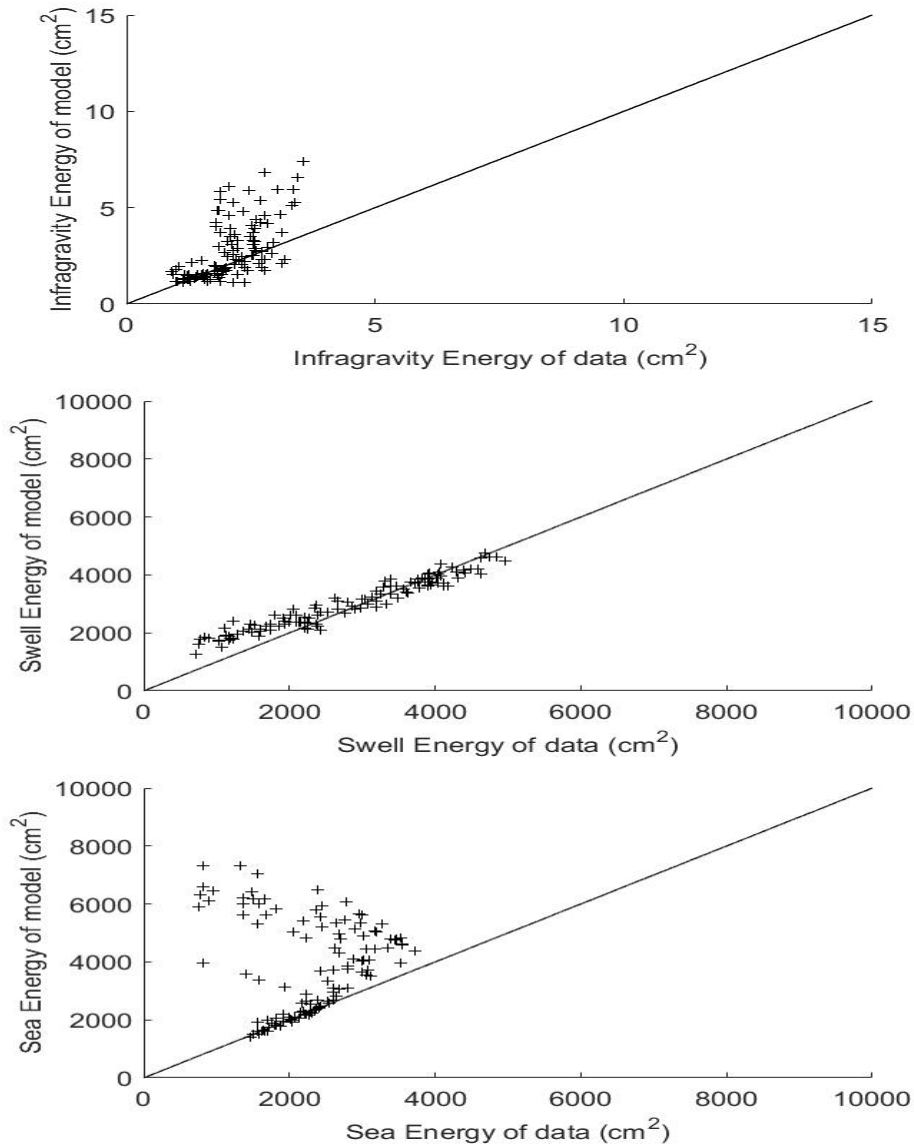 Infragravity Energy of model (cm²)
15
10
5
0
0 5 10 15
Infragravity Energy of data (cm²)
Swell Energy of model (cm²)
10000
8000
6000
4000
2000
0
0 2000 4000 6000 8000 10000
Swell Energy of data (cm²)
Sea Energy of model (cm²)
10000
8000
6000
4000
2000
0
0 2000 4000 6000 8000 10000
Sea Energy of data (cm²)